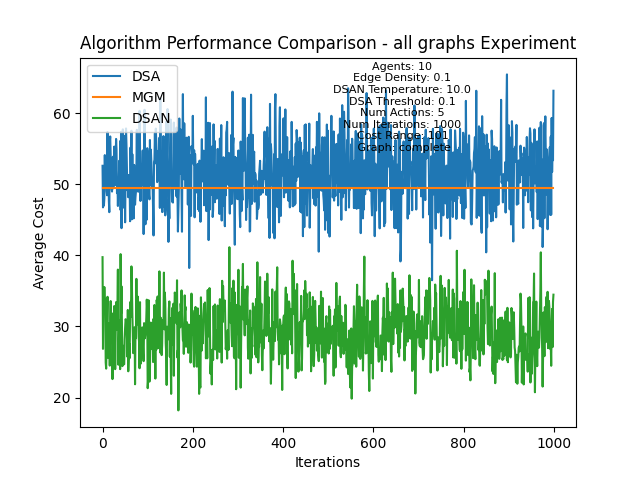 Algorithm Performance Comparison - all graphs Experiment
DSA
MGM
DSAN
Agents: 10
Edge Density: 0.1
DSAN Temperature: 10.0
DSA Threshold: 0.1
Num Actions: 5
Num Iterations: 1000
Cost Range: 101
Graph: complete
Average Cost
60
50
40
30
20
0
200
400
600
800
1000
Iterations